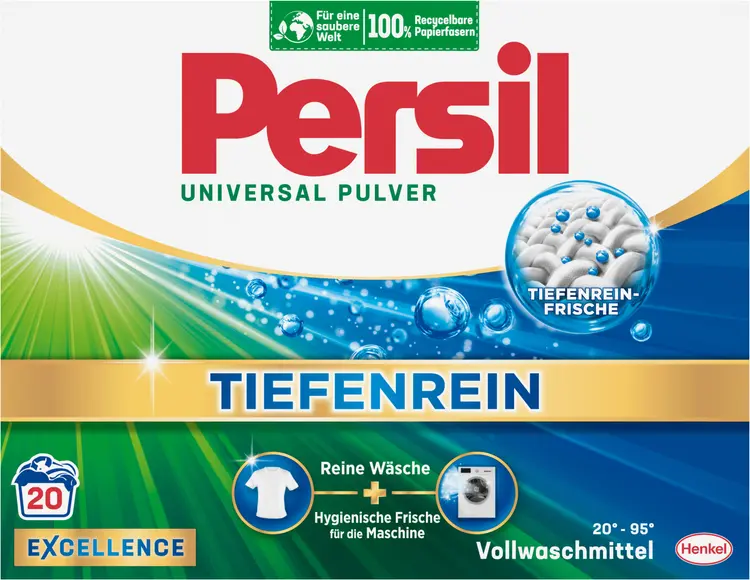 Für eine
saubere
Welt
100% Recycelbare
Papierfasern
Persil
UNIVERSAL PULVER
TIEFENREIN-
FRISCHE
TIEFENREIN
20
EXCELLENCE
Reine Wäsche
+
Hygienische Frische
für die Maschine
20° - 95°
Vollwaschmittel
Henkel